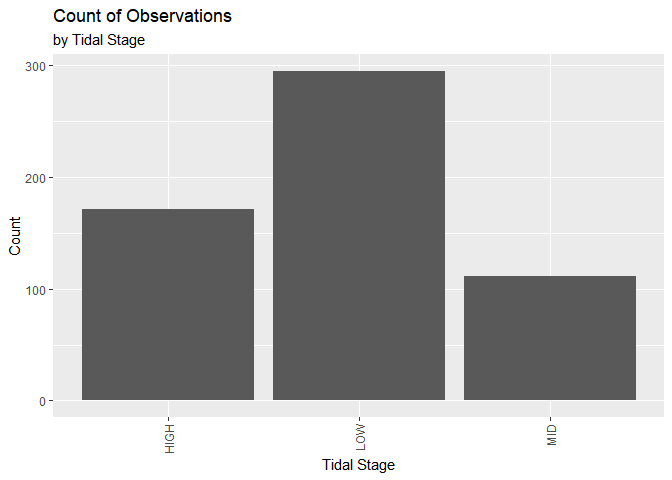 Count of Observations
by Tidal Stage
300
200
100
0
Count
HIGH
LOW
MID
Tidal Stage